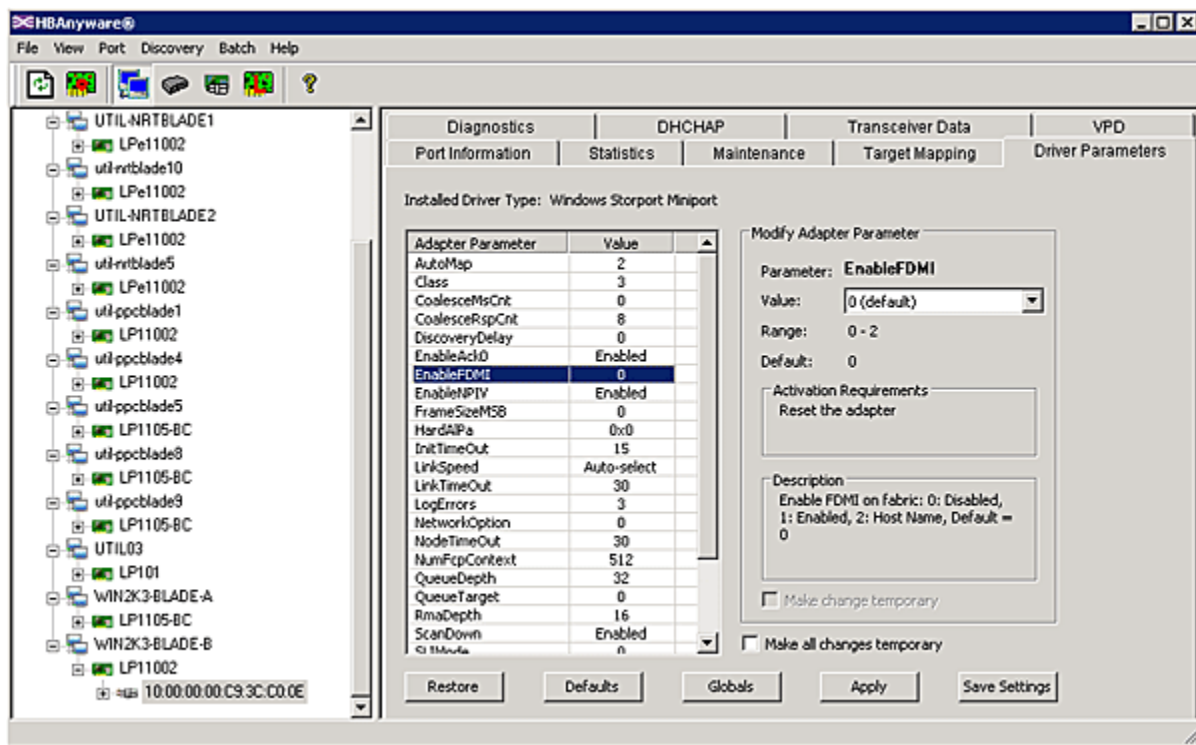 HBAnyware®
File View Port Discovery Batch Help
UTIL-NRTBLADE1
LPe11002
util-nrtblade10
LPe11002
UTIL-NRTBLADE2
LPe11002
util-nrtblade5
LPe11002
util-ppcblade1
LP11002
util-ppcblade4
LP11002
util-ppcblade5
LP1105-BC
util-ppcblade8
LP1105-BC
util-ppcblade9
LP1105-BC
UTIL03
LP101
WIN2K3-BLADE-A
LP1105-BC
WIN2K3-BLADE-B
LP11002
10:00:00:00:C9:3C:C0:0E
Diagnostics DHCHAP Transceiver Data VPD
Port Information Statistics Maintenance Target Mapping Driver Parameters
Installed Driver Type: Windows Storport Miniport
Adapter Parameter Value
AutoMap 2
Class 3
CoalesceMsCnt 0
CoalesceRspCnt 8
DiscoveryDelay 0
EnableAck0 Enabled
EnableFDMI 0
EnableNPIV Enabled
FrameSizeMSB 0
HardAlPa 0x0
InitTimeOut 15
LinkSpeed Auto-select
LinkTimeOut 30
LogErrors 3
NetworkOption 0
NodeTimeOut 30
NumFcpContext 512
QueueDepth 32
QueueTarget 0
RmaDepth 16
ScanDown Enabled
SLIMode 0
Modify Adapter Parameter
Parameter: EnableFDMI
Value: 0 (default)
Range: 0 - 2
Default: 0
Activation Requirements
Reset the adapter
Description
Enable FDMI on fabric: 0: Disabled,
1: Enabled, 2: Host Name, Default =
0
Make change temporary
Make all changes temporary
Restore Defaults Globals Apply Save Settings